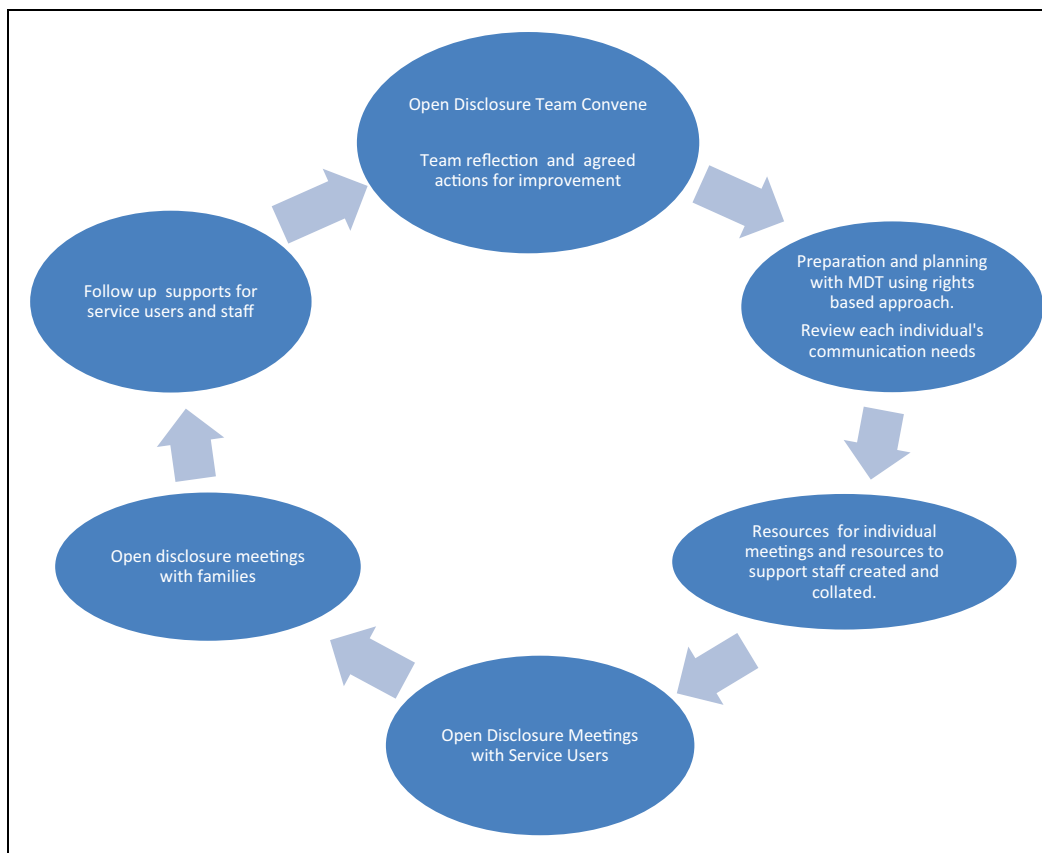 Open Disclosure Team Convene
Team reflection and agreed
actions for improvement
Preparation and planning
with MDT using rights
based approach.
Review each individual's
communication needs
Resources for individual
meetings and resources to
support staff created and
collated.
Open Disclosure Meetings
with Service Users
Open disclosure meetings
with families
Follow up supports for
service users and staff